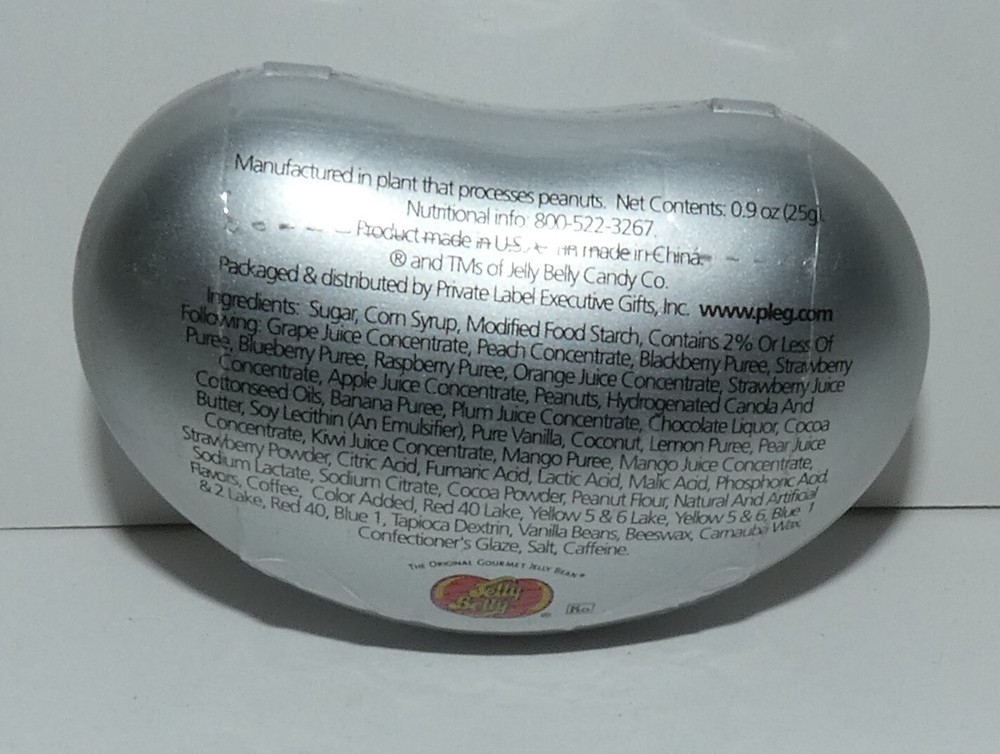 Manufactured in plant that processes peanuts. Net Contents: 0.9 oz (25g).
Nutritional info: 800-522-3267.
Product made in U.S. made in China.
® and TMs of Jelly Belly Candy Co.
Packaged & distributed by Private Label Executive Gifts, Inc. www.pleg.com
Ingredients: Sugar, Corn Syrup, Modified Food Starch, Contains 2% Or Less Of
Following: Grape Juice Concentrate, Peach Concentrate, Blackberry Puree, Strawberry
Puree, Blueberry Puree, Raspberry Puree, Orange Juice Concentrate, Strawberry Juice
Concentrate, Apple Juice Concentrate, Peanuts, Hydrogenated Canola And
Cottonseed Oils, Banana Puree, Plum Juice Concentrate, Chocolate Liquor, Cocoa
Butter, Soy Lecithin (An Emulsifier), Pure Vanilla, Coconut, Lemon Puree, Pear Juice
Concentrate, Kiwi Juice Concentrate, Mango Puree, Mango Juice Concentrate,
Strawberry Powder, Citric Acid, Fumaric Acid, Lactic Acid, Malic Acid, Phosphoric Acid,
Sodium Lactate, Sodium Citrate, Cocoa Powder, Peanut Flour, Natural And Artificial
Flavors, Coffee, Color Added, Red 40 Lake, Yellow 5 & 6 Lake, Yellow 5 & 6, Blue 1
& 2 Lake, Red 40, Blue 1, Tapioca Dextrin, Vanilla Beans, Beeswax, Carnauba Wax,
Confectioner's Glaze, Salt, Caffeine.
THE ORIGINAL GOURMET JELLY BEAN®
Jelly
Belly ®